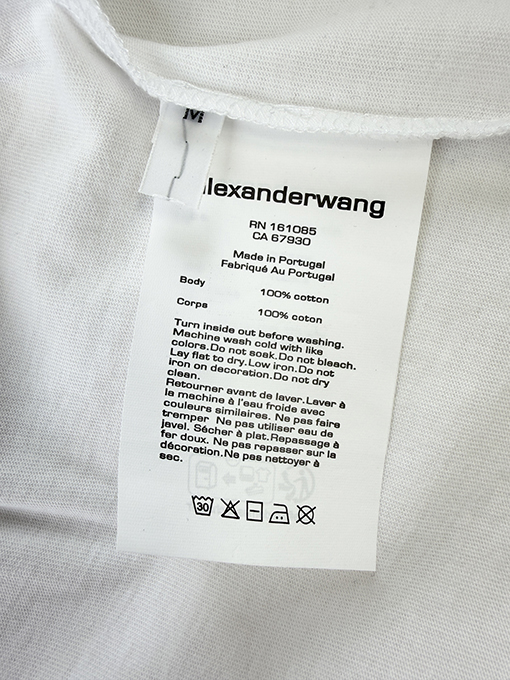 M
alexanderwang
RN 161085
CA 67930
Made in Portugal
Fabriqué Au Portugal
Body 100% cotton
Corps 100% coton
Turn inside out before washing.
Machine wash cold with like
colors.Do not soak.Do not bleach.
Lay flat to dry.Low iron.Do not
iron on decoration.Do not dry
clean.
Retourner avant de laver.Laver à
la machine à l'eau froide avec
couleurs similaires. Ne pas faire
tremper Ne pas utiliser eau de
javel. Sécher à plat.Repassage à
fer doux. Ne pas repasser sur la
décoration.Ne pas nettoyer à
sec.
30